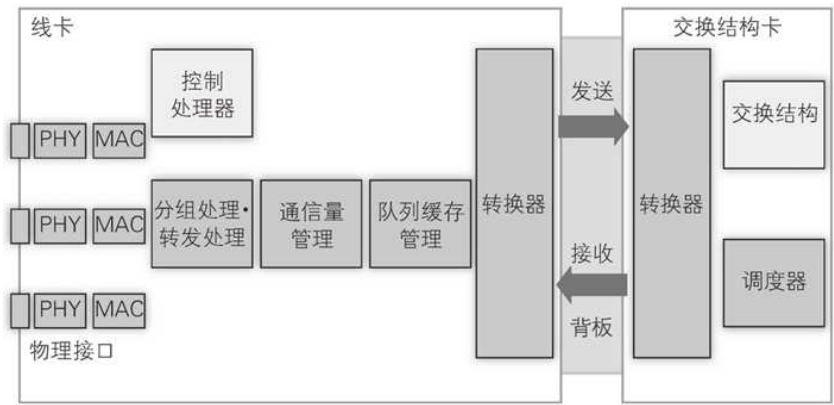 线卡
交换结构卡
控制
处理器
发送
交换结构
PHY MAC
分组处理·
转发处理
通信量
管理
队列缓存
管理
转换器
转换器
PHY MAC
接收
调度器
PHY MAC
背板
物理接口